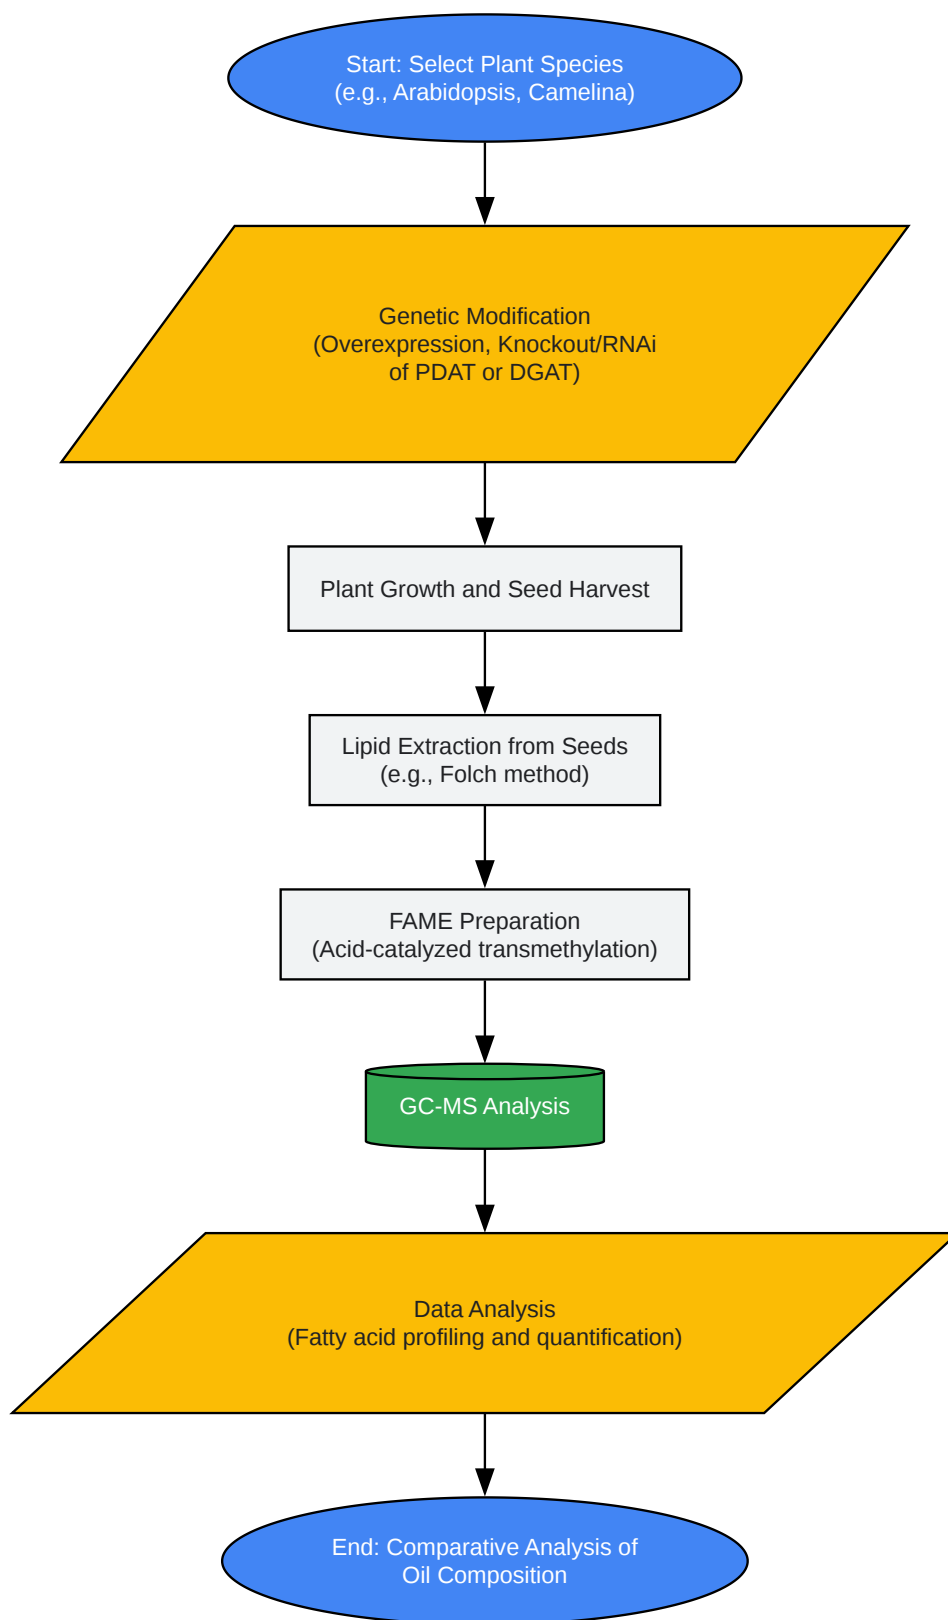 Start: Select Plant Species
(e.g., Arabidopsis, Camelina)
Genetic Modification
(Overexpression, Knockout/RNAi
of PDAT or DGAT)
Plant Growth and Seed Harvest
Lipid Extraction from Seeds
(e.g., Folch method)
FAME Preparation
(Acid-catalyzed transmethylation)
GC-MS Analysis
Data Analysis
(Fatty acid profiling and quantification)
End: Comparative Analysis of
Oil Composition